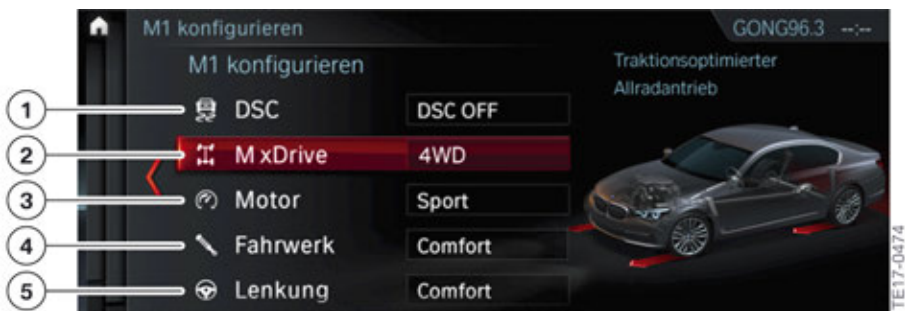 M1 konfigurieren
GONG96.3 --:--
M1 konfigurieren
Traktionsoptimierter
Allradantrieb
1 DSC DSC OFF
2 M xDrive 4WD
3 Motor Sport
4 Fahrwerk Comfort
5 Lenkung Comfort
TE17-0474